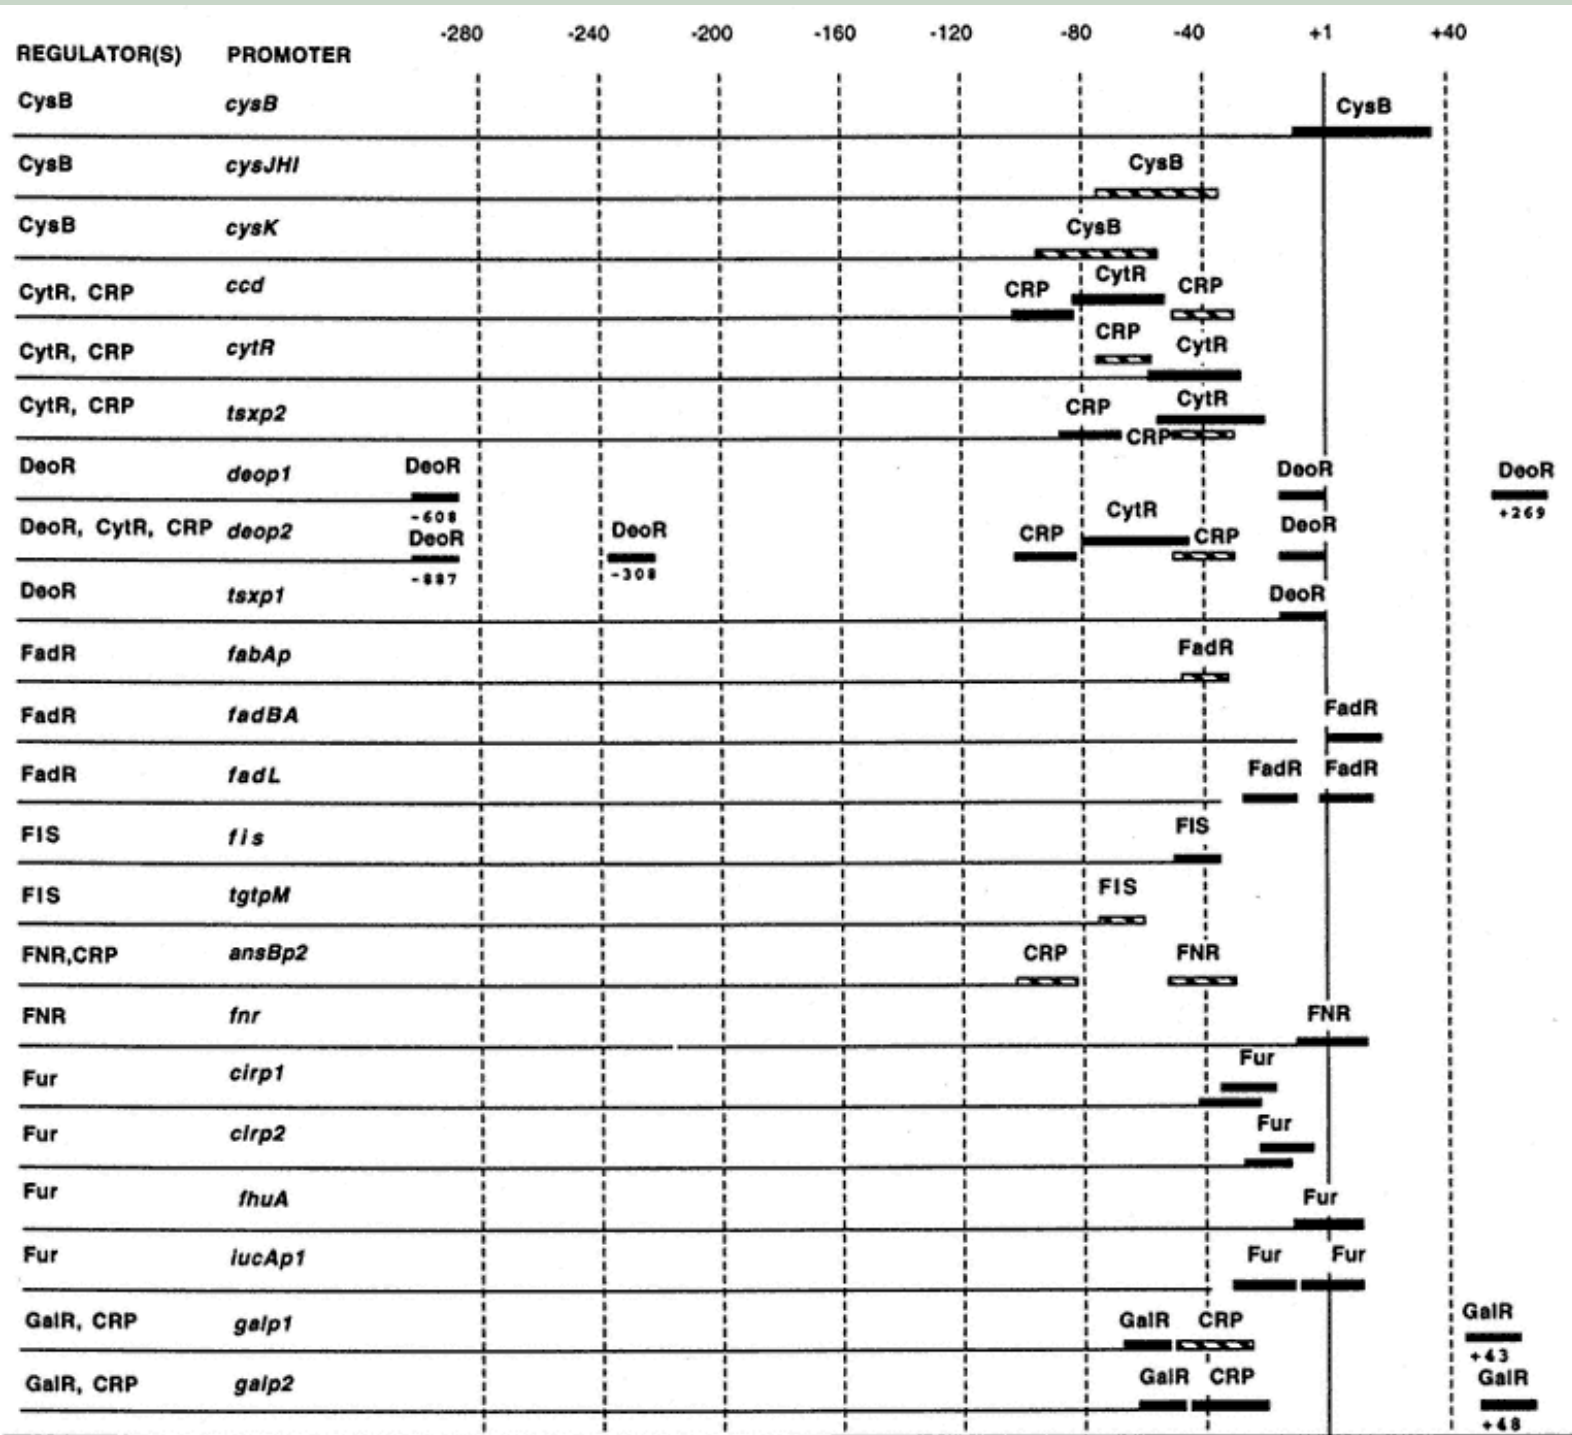 -280 -240 -200 -160 -120 -80 -40 +1 +40
REGULATOR(S) PROMOTER
CysB cysB CysB
CysB cysJHI CysB
CysB cysK CysB
CytR, CRP ccd CRP CytR CRP
CytR, CRP cytR CRP CytR
CytR, CRP tsxp2 CRP CytR CRP
DeoR deop1 DeoR DeoR DeoR
-608 +269
DeoR, CytR, CRP deop2 DeoR DeoR CRP CytR CRP DeoR
-887 -308
DeoR tsxp1 DeoR
FadR fabAp FadR
FadR fadBA FadR
FadR fadL FadR FadR
FIS fis FIS
FIS tgtpM FIS
FNR,CRP ansBp2 CRP FNR
FNR fnr FNR
Fur cirp1 Fur
Fur cirp2 Fur
Fur fhuA Fur
Fur iucAp1 Fur Fur
GalR, CRP galp1 GalR CRP GalR
+43
GalR, CRP galp2 GalR CRP GalR
+48